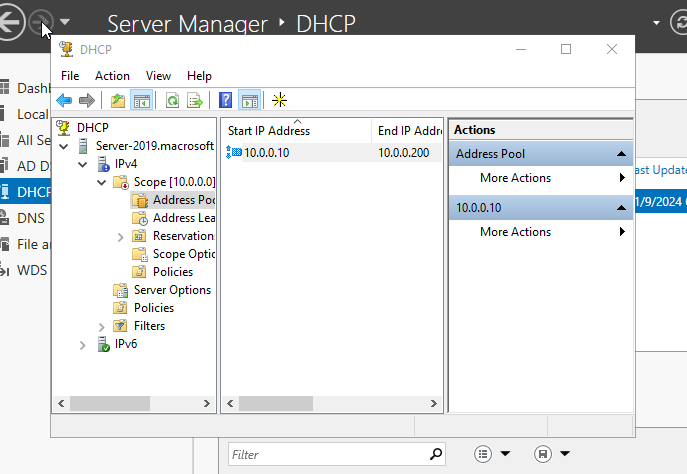 Server Manager ‣ DHCP
DHCP
File Action View Help
Dashb
Local
All Se
AD D
DHCP
DNS
File a
WDS
DHCP
Server-2019.macrosoft
IPv4
Scope [10.0.0.0]
Address Poo
Address Lea
Reservation
Scope Optic
Policies
Server Options
Policies
Filters
IPv6
Start IP Address End IP Addre
10.0.0.10 10.0.0.200
Actions
Address Pool
More Actions
10.0.0.10
More Actions
ast Update
1/9/2024
Filter